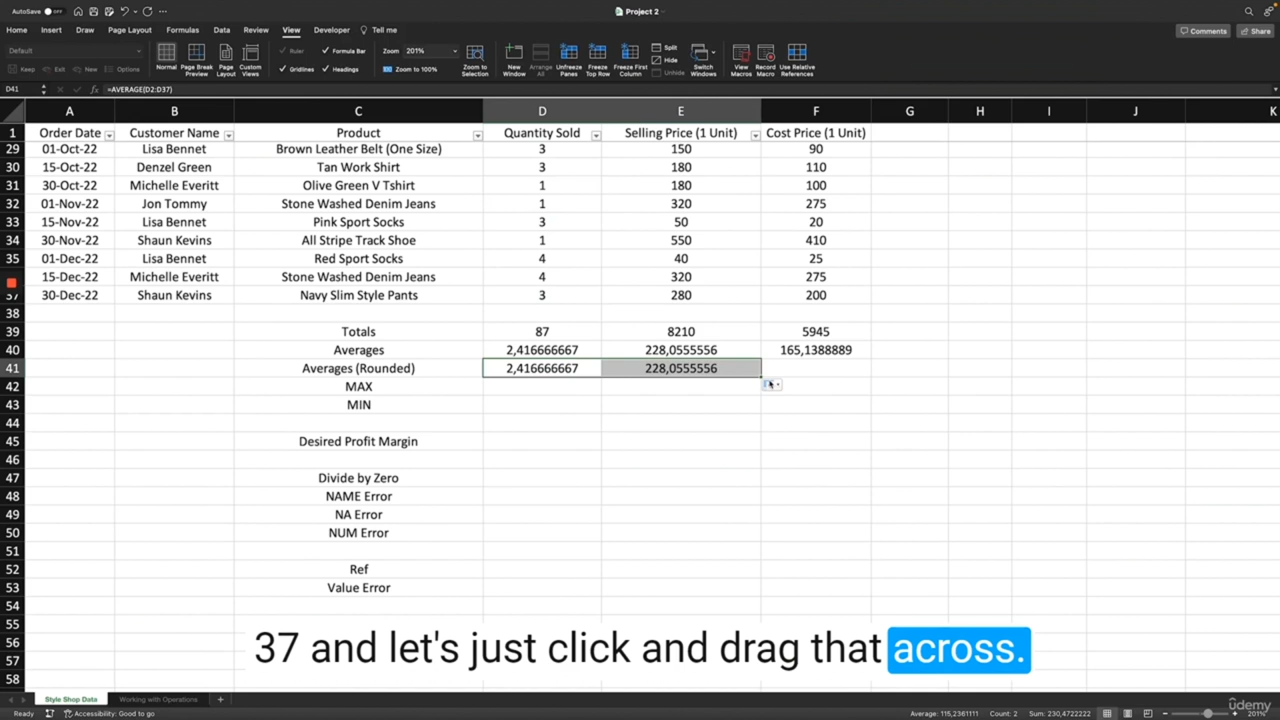 AutoSave OFF
Project 2
Home Insert Draw Page Layout Formulas Data Review View Developer Tell me
Comments Share
Default
Keep Exit New Options
Normal Page Break Preview Page Layout Custom Views
Ruler Formula Bar Gridlines Headings
Zoom 201% Zoom to 100% Zoom to Selection
New Window Arrange All Unfreeze Panes Freeze Top Row Freeze First Column
Split Hide Unhide Switch Windows
View Macros Record Macro Use Relative References
D41 fx =AVERAGE(D2:D37)
A B C D E F G H I J K
1 Order Date Customer Name Product Quantity Sold Selling Price (1 Unit) Cost Price (1 Unit)
29 01-Oct-22 Lisa Bennet Brown Leather Belt (One Size) 3 150 90
30 15-Oct-22 Denzel Green Tan Work Shirt 3 180 110
31 30-Oct-22 Michelle Everitt Olive Green V Tshirt 1 180 100
32 01-Nov-22 Jon Tommy Stone Washed Denim Jeans 1 320 275
33 15-Nov-22 Lisa Bennet Pink Sport Socks 3 50 20
34 30-Nov-22 Shaun Kevins All Stripe Track Shoe 1 550 410
35 01-Dec-22 Lisa Bennet Red Sport Socks 4 40 25
15-Dec-22 Michelle Everitt Stone Washed Denim Jeans 4 320 275
37 30-Dec-22 Shaun Kevins Navy Slim Style Pants 3 280 200
38
39 Totals 87 8210 5945
40 Averages 2,416666667 228,0555556 165,1388889
41 Averages (Rounded) 2,416666667 228,0555556
42 MAX
43 MIN
44
45 Desired Profit Margin
46
47 Divide by Zero
48 NAME Error
49 NA Error
50 NUM Error
51
52 Ref
53 Value Error
54
55
56
57
58
37 and let's just click and drag that across.
Style Shop Data Working with Operations +
Ready Accessibility: Good to go Average: 115,2361111 Count: 2 Sum: 230,4722222 201%
udemy